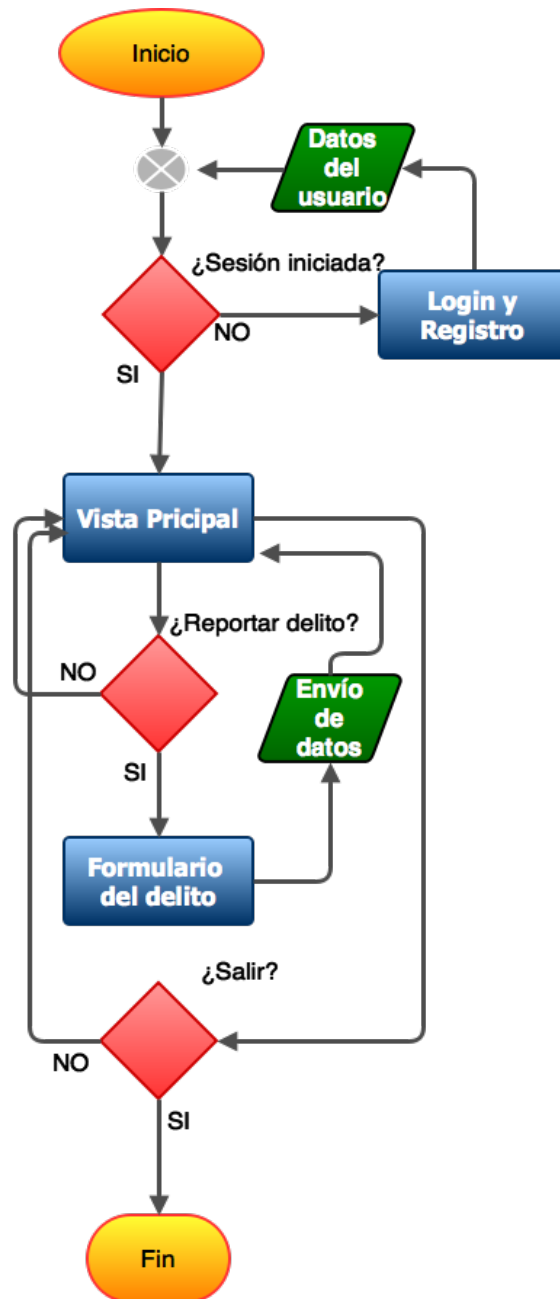 Inicio
Datos
del
usuario
¿Sesión iniciada?
Login y
Registro
NO
SI
Vista Pricipal
¿Reportar delito?
NO
Envío
de
datos
SI
Formulario
del delito
¿Salir?
NO
SI
Fin